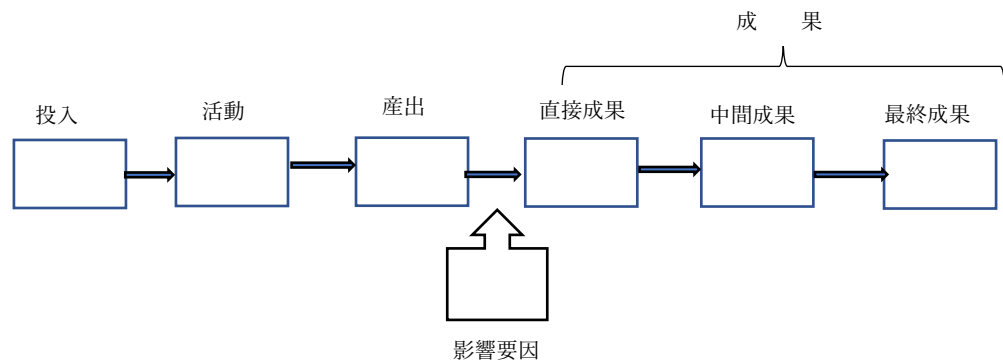 成　果
投入
活動
産出
直接成果
中間成果
最終成果
影響要因